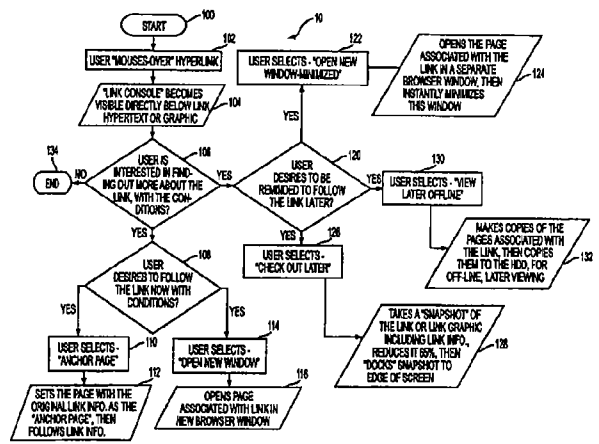 START
100
10
102
USER "MOUSES-OVER" HYPERLINK
"LINK CONSOLE" BECOMES
VISIBLE DIRECTLY BELOW LINK
HYPERTEXT OR GRAPHIC
104
122
USER SELECTS - "OPEN NEW
WINDOW-MINIMIZED"
OPENS THE PAGE
ASSOCIATED WITH THE
LINK IN A SEPARATE
BROWSER WINDOW, THEN
INSTANTLY MINIMIZES
THIS WINDOW
124
YES
134
END
NO
106
USER IS
INTERESTED IN FIND-
ING OUT MORE ABOUT THE
LINK, WITH THE CON-
DITIONS?
YES
120
USER
DESIRES TO BE
REMINDED TO FOLLOW
THE LINK LATER?
YES
130
USER SELECTS - "VIEW
LATER OFFLINE"
YES
YES
126
USER SELECTS -
"CHECK OUT LATER"
MAKES COPIES OF THE
PAGES ASSOCIATED WITH
THE LINK, THEN COPIES
THEM TO THE HDD, FOR
OFF-LINE, LATER VIEWING
132
108
USER
DESIRES TO FOLLOW
THE LINK NOW WITH
CONDITIONS?
YES
YES
110
USER SELECTS -
"ANCHOR PAGE"
114
USER SELECTS -
"OPEN NEW WINDOW"
TAKES A "SNAPSHOT" OF
THE LINK OR LINK GRAPHIC
INCLUDING LINK INFO.,
REDUCES IT 65%, THEN
"DOCKS" SNAPSHOT TO
EDGE OF SCREEN
128
112
SETS THE PAGE WITH THE
ORIGINAL LINK INFO. AS THE
"ANCHOR PAGE", THEN
FOLLOWS LINK INFO.
116
OPENS PAGE
ASSOCIATED WITH LINK IN
NEW BROWSER WINDOW